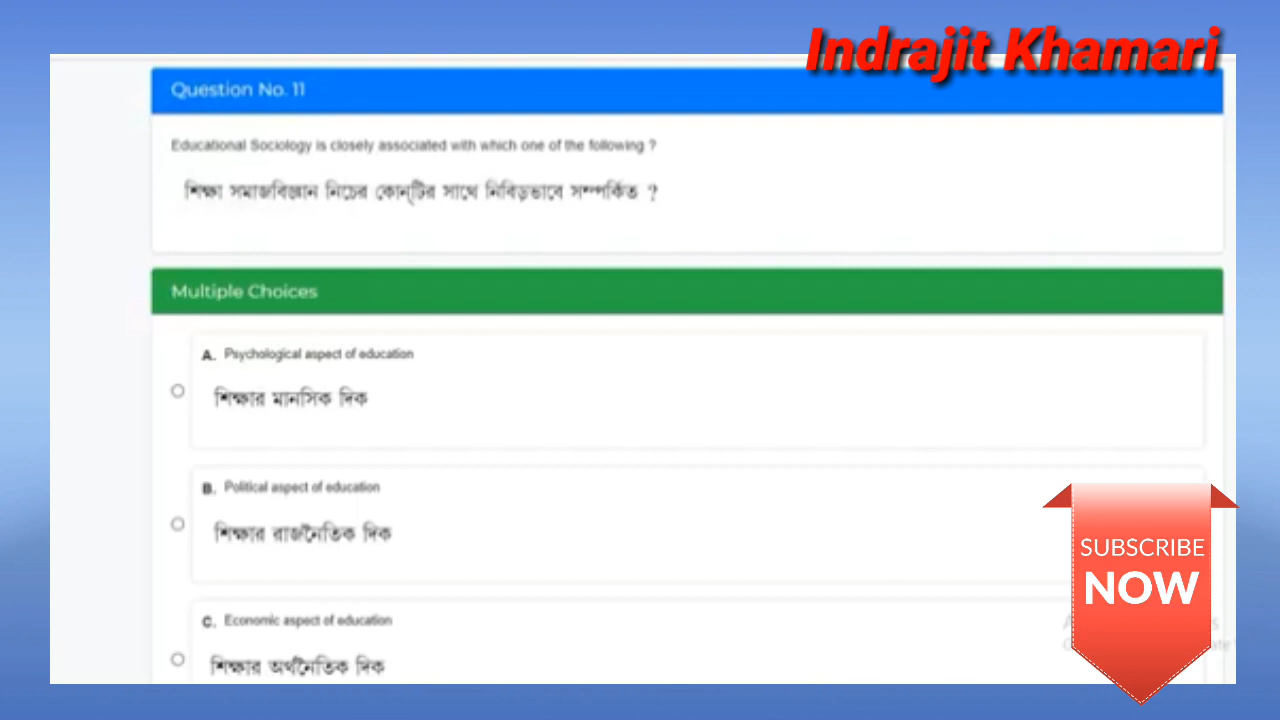 Indrajit Khamari
Question No. 11
Educational Sociology is closely associated with which one of the following ?
শিক্ষা সমাজবিজ্ঞান নিচের কোন্‌টির সাথে নিবিড়ভাবে সম্পর্কিত ?
Multiple Choices
A. Psychological aspect of education
শিক্ষার মানসিক দিক
B. Political aspect of education
শিক্ষার রাজনৈতিক দিক
C. Economic aspect of education
শিক্ষার অর্থনৈতিক দিক
SUBSCRIBE
NOW